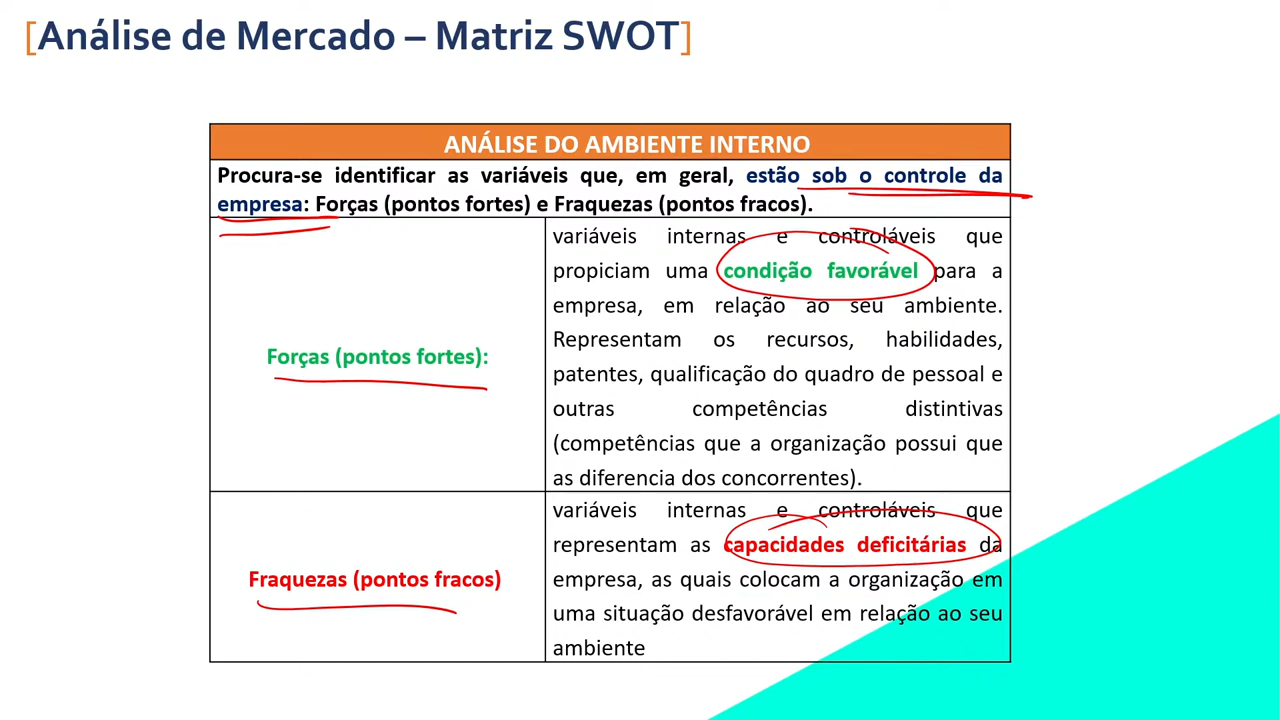 [Análise de Mercado – Matriz SWOT]
ANÁLISE DO AMBIENTE INTERNO
Procura-se identificar as variáveis que, em geral, estão sob o controle da
empresa: Forças (pontos fortes) e Fraquezas (pontos fracos).
Forças (pontos fortes):
variáveis internas e controláveis que
propiciam uma condição favorável para a
empresa, em relação ao seu ambiente.
Representam os recursos, habilidades,
patentes, qualificação do quadro de pessoal e
outras competências distintivas
(competências que a organização possui que
as diferencia dos concorrentes).
Fraquezas (pontos fracos)
variáveis internas e controláveis que
representam as capacidades deficitárias da
empresa, as quais colocam a organização em
uma situação desfavorável em relação ao seu
ambiente